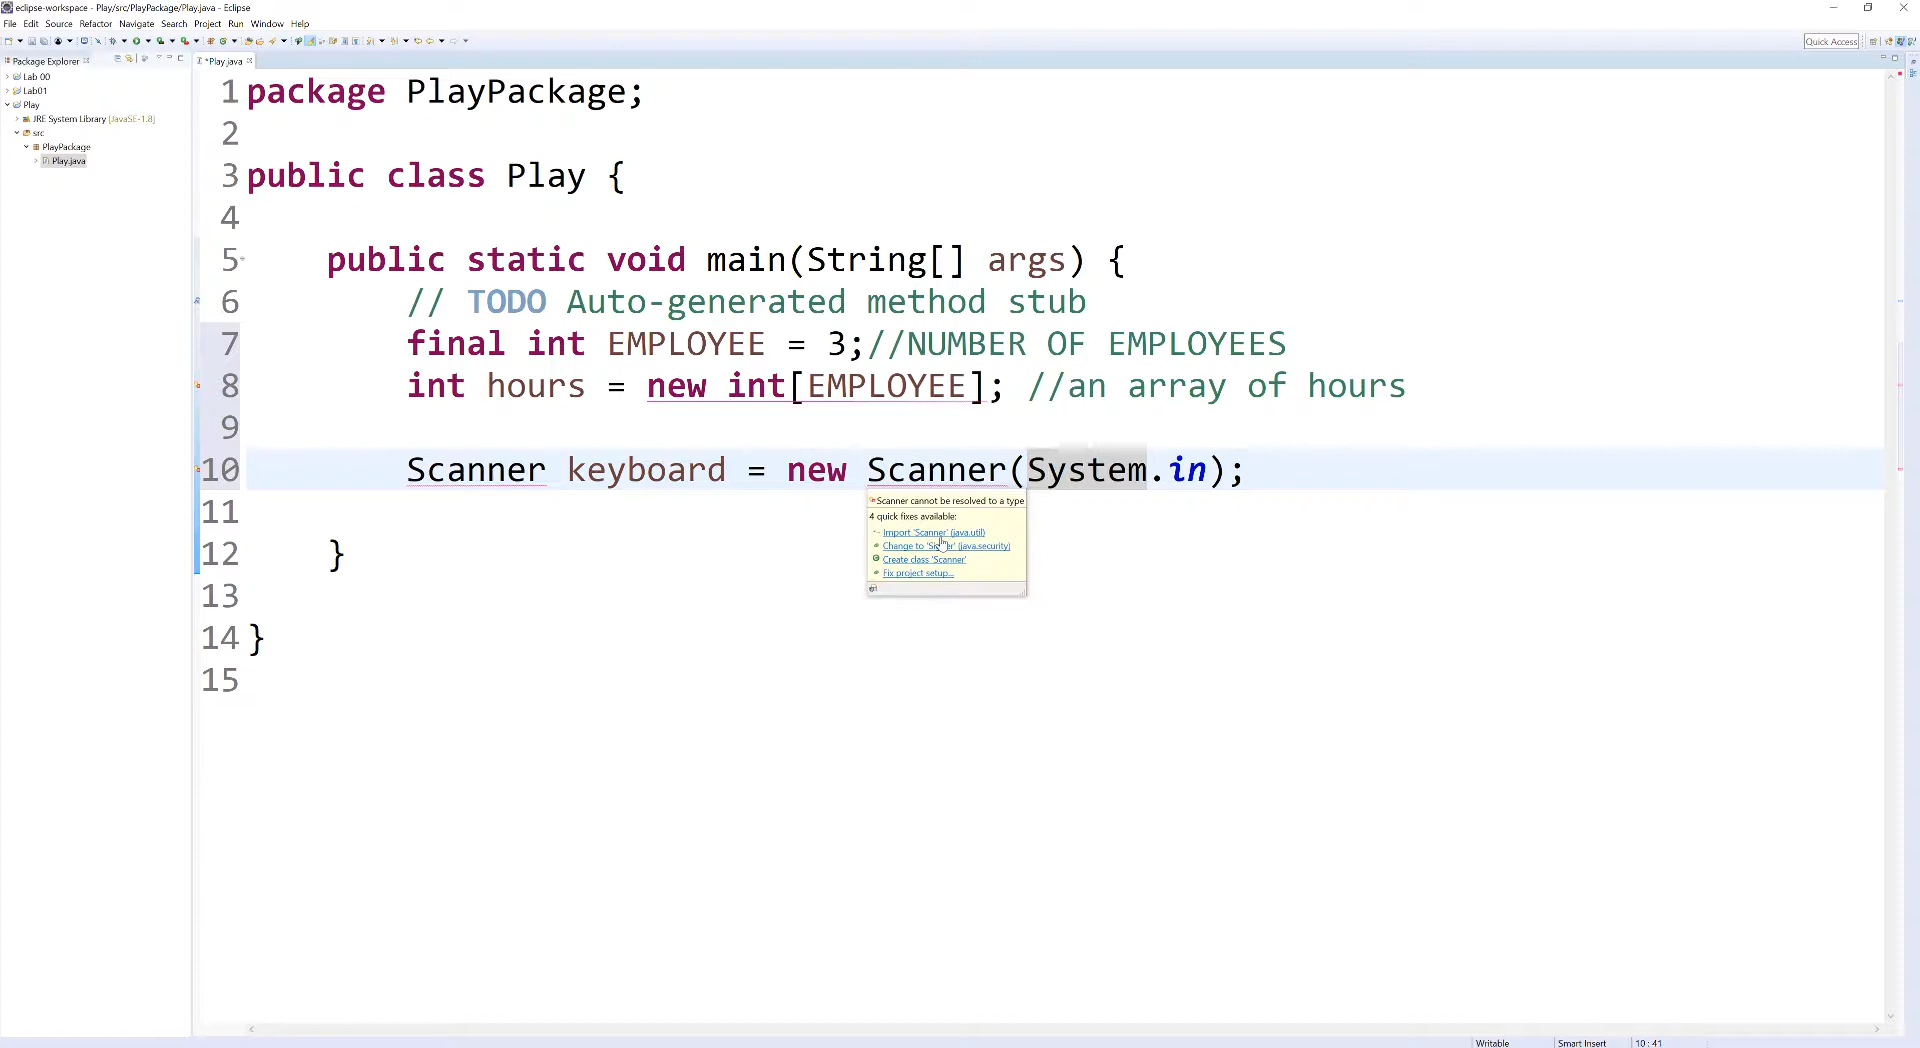 eclipse-workspace - Play/src/PlayPackage/Play.java - Eclipse
File Edit Source Refactor Navigate Search Project Run Window Help
Quick Access
Package Explorer
*Play.java
Lab 00
Lab01
Play
JRE System Library [JavaSE-1.8]
src
PlayPackage
Play.java
1 package PlayPackage;
2
3 public class Play {
4
5 public static void main(String[] args) {
6 // TODO Auto-generated method stub
7 final int EMPLOYEE = 3;//NUMBER OF EMPLOYEES
8 int hours = new int[EMPLOYEE]; //an array of hours
9
10 Scanner keyboard = new Scanner(System.in);
11
12 }
13
14 }
15
Scanner cannot be resolved to a type
4 quick fixes available:
Import 'Scanner' (java.util)
Change to (java.security)
Create class 'Scanner'
Fix project setup...
Writable Smart Insert 10 : 41